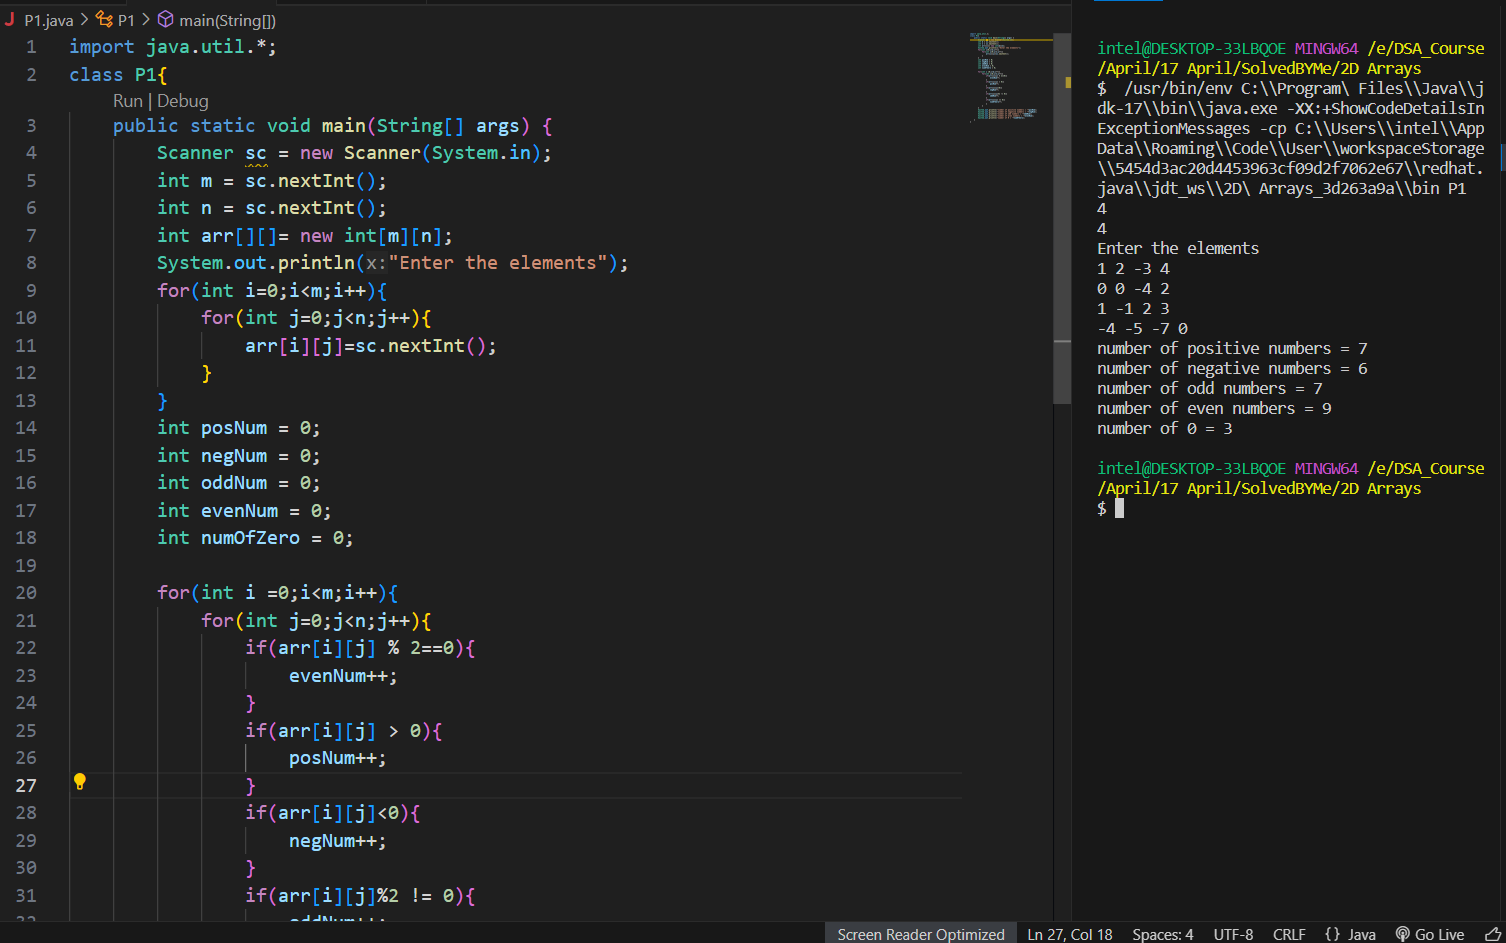 P1.java > P1 > main(String[])
1 import java.util.*;
2 class P1{
Run | Debug
3 public static void main(String[] args) {
4 Scanner sc = new Scanner(System.in);
5 int m = sc.nextInt();
6 int n = sc.nextInt();
7 int arr[][]= new int[m][n];
8 System.out.println(x:"Enter the elements");
9 for(int i=0;i<m;i++){
10 for(int j=0;j<n;j++){
11 arr[i][j]=sc.nextInt();
12 }
13 }
14 int posNum = 0;
15 int negNum = 0;
16 int oddNum = 0;
17 int evenNum = 0;
18 int numOfZero = 0;
19
20 for(int i =0;i<m;i++){
21 for(int j=0;j<n;j++){
22 if(arr[i][j] % 2==0){
23 evenNum++;
24 }
25 if(arr[i][j] > 0){
26 posNum++;
27 }
28 if(arr[i][j]<0){
29 negNum++;
30 }
31 if(arr[i][j]%2 != 0){
32 oddNum++;
intel@DESKTOP-33LBQOE MINGW64 /e/DSA_Course
/April/17 April/SolvedBYMe/2D Arrays
$ /usr/bin/env C:\\Program\ Files\\Java\\j
dk-17\\bin\\java.exe -XX:+ShowCodeDetailsIn
ExceptionMessages -cp C:\\Users\\intel\\App
Data\\Roaming\\Code\\User\\workspaceStorage
\\5454d3ac20d4453963cf09d2f7062e67\\redhat.
java\\jdt_ws\\2D\ Arrays_3d263a9a\\bin P1
4
4
Enter the elements
1 2 -3 4
0 0 -4 2
1 -1 2 3
-4 -5 -7 0
number of positive numbers = 7
number of negative numbers = 6
number of odd numbers = 7
number of even numbers = 9
number of 0 = 3
intel@DESKTOP-33LBQOE MINGW64 /e/DSA_Course
/April/17 April/SolvedBYMe/2D Arrays
$
Screen Reader Optimized Ln 27, Col 18 Spaces: 4 UTF-8 CRLF {} Java Go Live